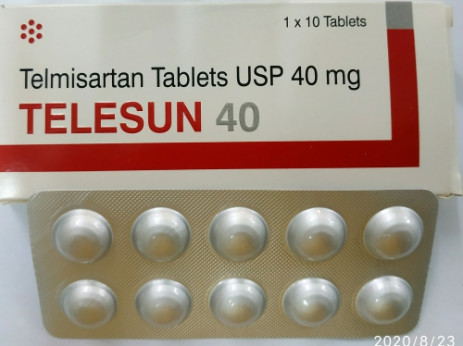 1 x 10 Tablets
Telmisartan Tablets USP 40 mg
TELESUN 40
2020/8/23